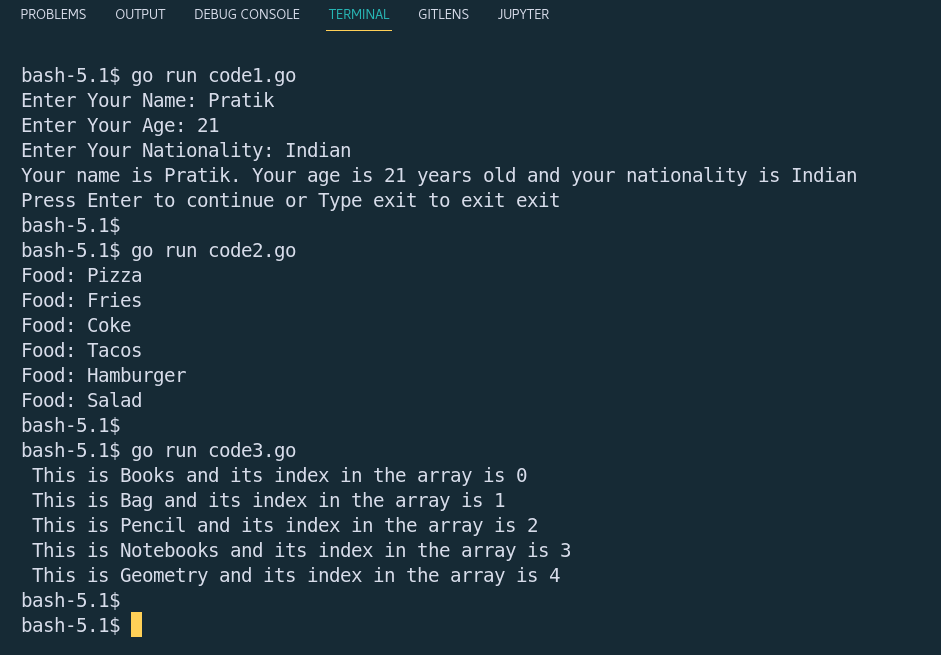 PROBLEMS OUTPUT DEBUG CONSOLE TERMINAL GITLENS JUPYTER
bash-5.1$ go run code1.go
Enter Your Name: Pratik
Enter Your Age: 21
Enter Your Nationality: Indian
Your name is Pratik. Your age is 21 years old and your nationality is Indian
Press Enter to continue or Type exit to exit exit
bash-5.1$
bash-5.1$ go run code2.go
Food: Pizza
Food: Fries
Food: Coke
Food: Tacos
Food: Hamburger
Food: Salad
bash-5.1$
bash-5.1$ go run code3.go
 This is Books and its index in the array is 0
 This is Bag and its index in the array is 1
 This is Pencil and its index in the array is 2
 This is Notebooks and its index in the array is 3
 This is Geometry and its index in the array is 4
bash-5.1$
bash-5.1$